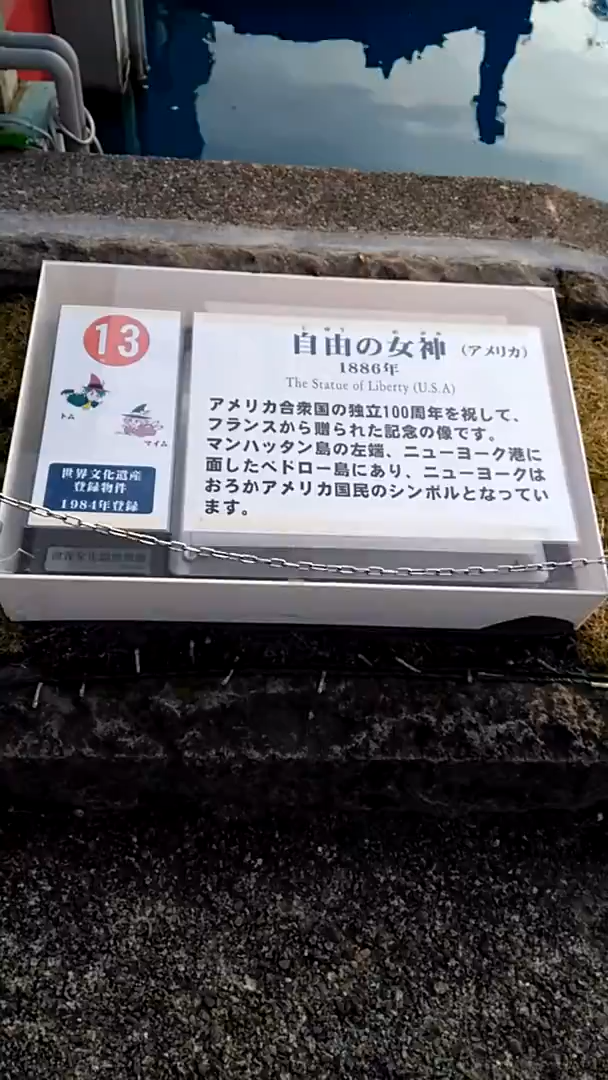 13
トム
マイム
世界文化遺産
登録物件
1984年登録
自由の女神 (アメリカ)
1886年
The Statue of Liberty (U.S.A)
アメリカ合衆国の独立100周年を祝して、
フランスから贈られた記念の像です。
マンハッタン島の左端、ニューヨーク港に
面したベドロー島にあり、ニューヨークは
おろかアメリカ国民のシンボルとなってい
ます。